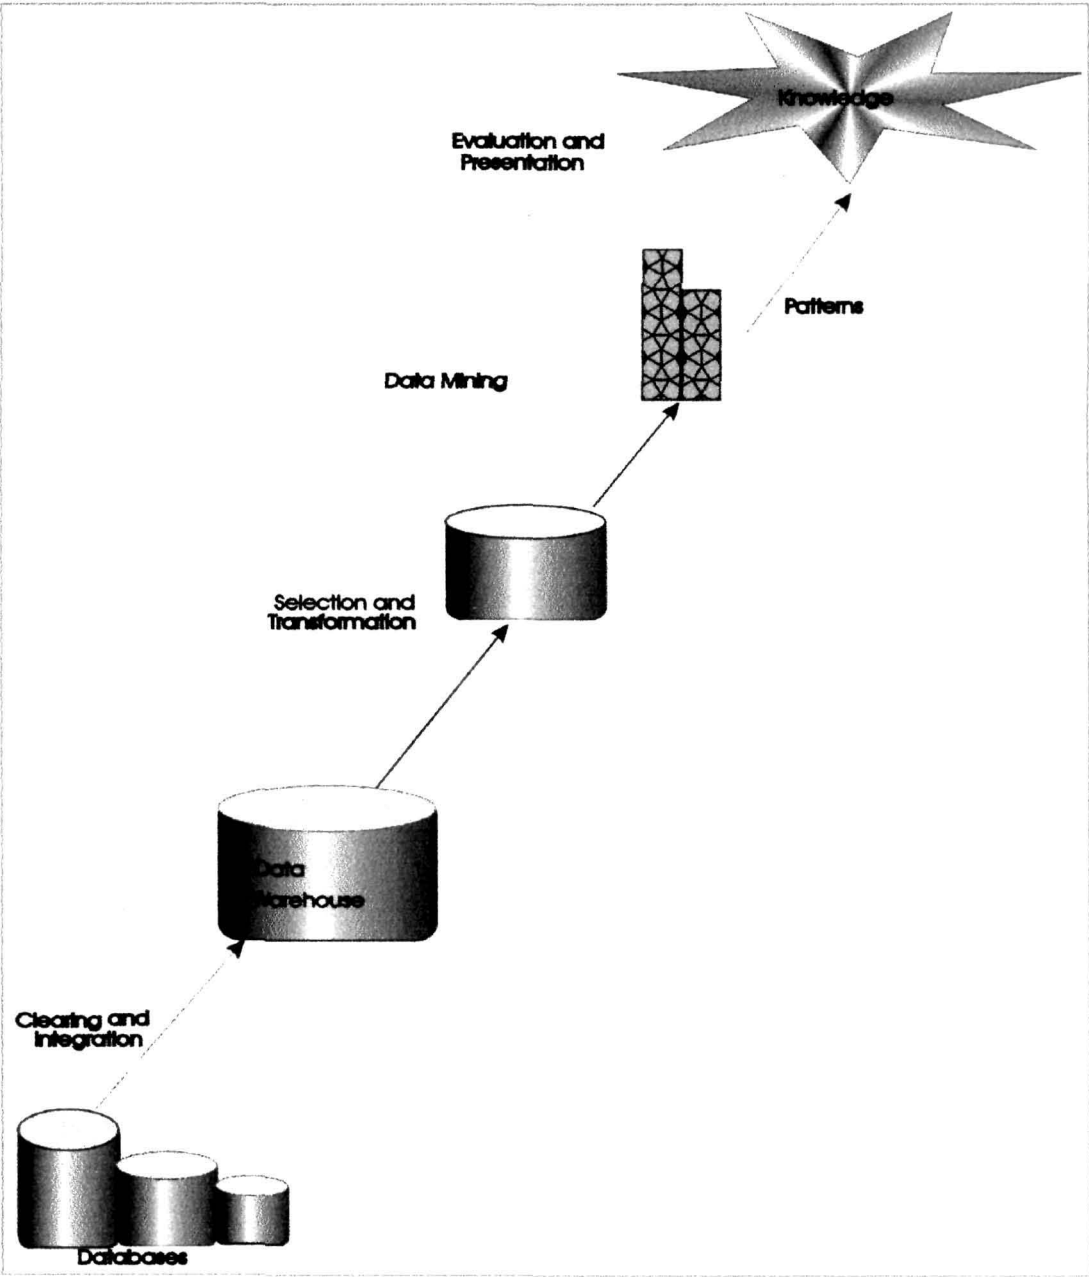 Knowledge
Evaluation and
Presentation
Patterns
Data Mining
Selection and
Transformation
Data
Warehouse
Clearing and
Integration
Databases